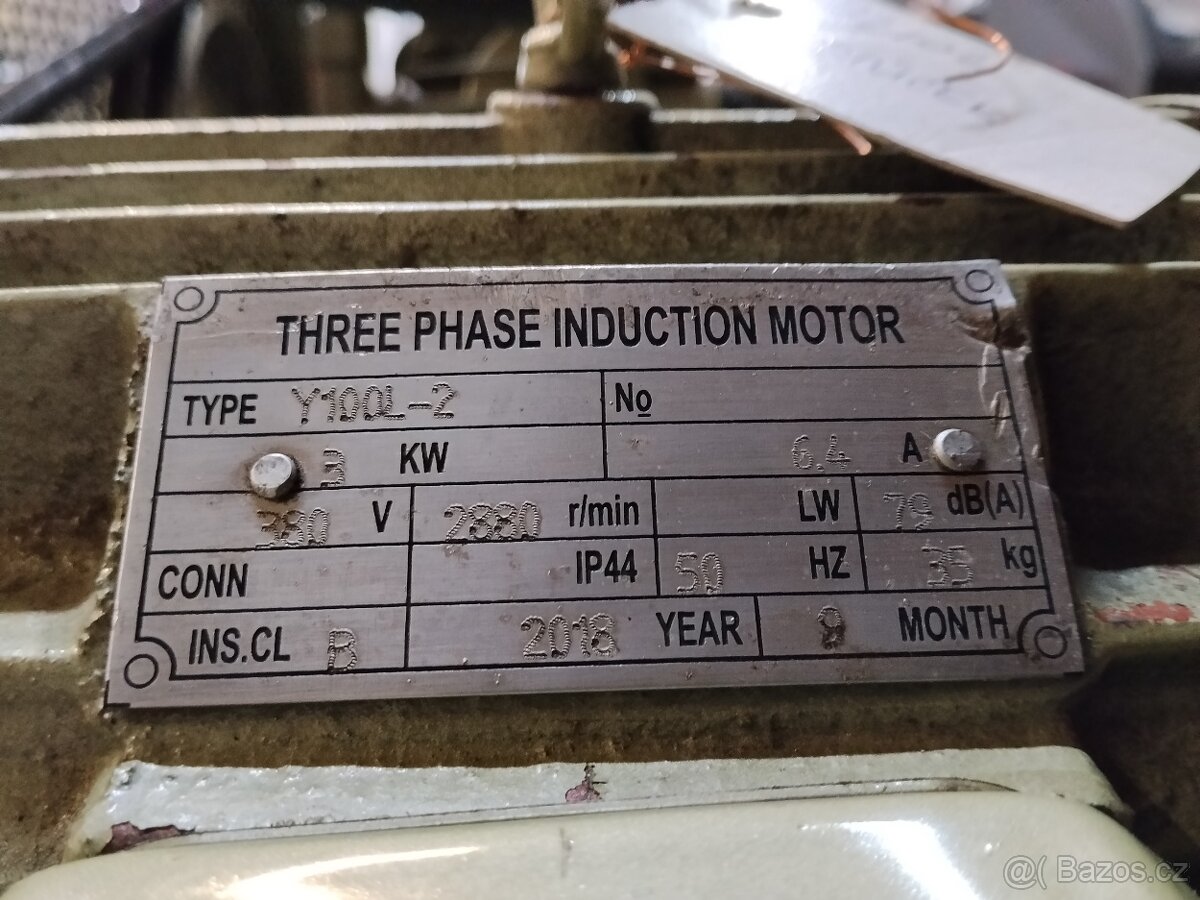 THREE PHASE INDUCTION MOTOR
TYPE Y100L-2 No
3 KW 6.4 A
380 V 2880 r/min LW 79 dB(A)
CONN IP44 50 HZ 35 kg
INS.CL B 2018 YEAR 9 MONTH
@( Bazos.cz